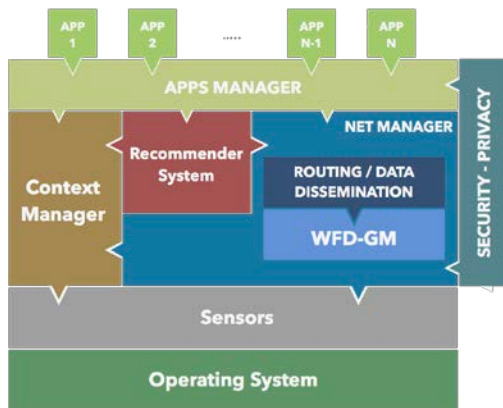 APP
1
APP
2
.....
APP
N-1
APP
N
APPS MANAGER
SECURITY - PRIVACY
Context
Manager
Recommender
System
NET MANAGER
ROUTING / DATA
DISSEMINATION
WFD-GM
Sensors
Operating System